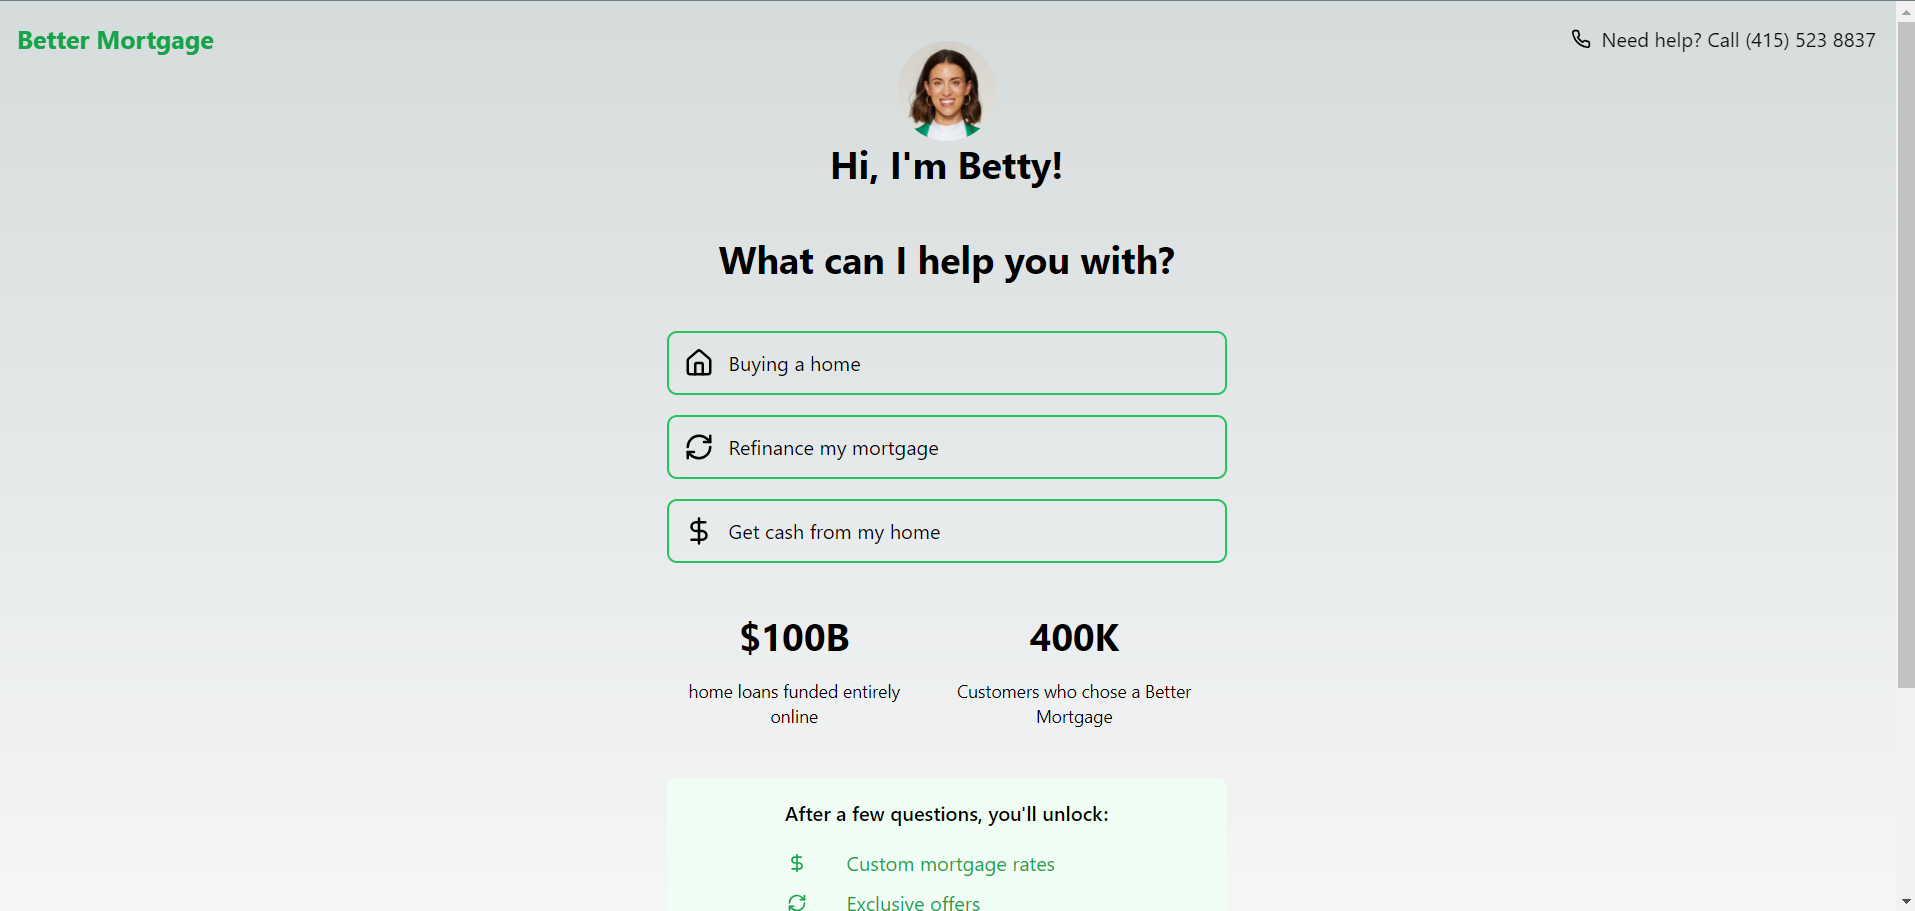 Better Mortgage
Need help? Call (415) 523 8837
Hi, I'm Betty!
What can I help you with?
Buying a home
Refinance my mortgage
Get cash from my home
$100B
home loans funded entirely
online
400K
Customers who chose a Better
Mortgage
After a few questions, you'll unlock:
Custom mortgage rates
Exclusive offers